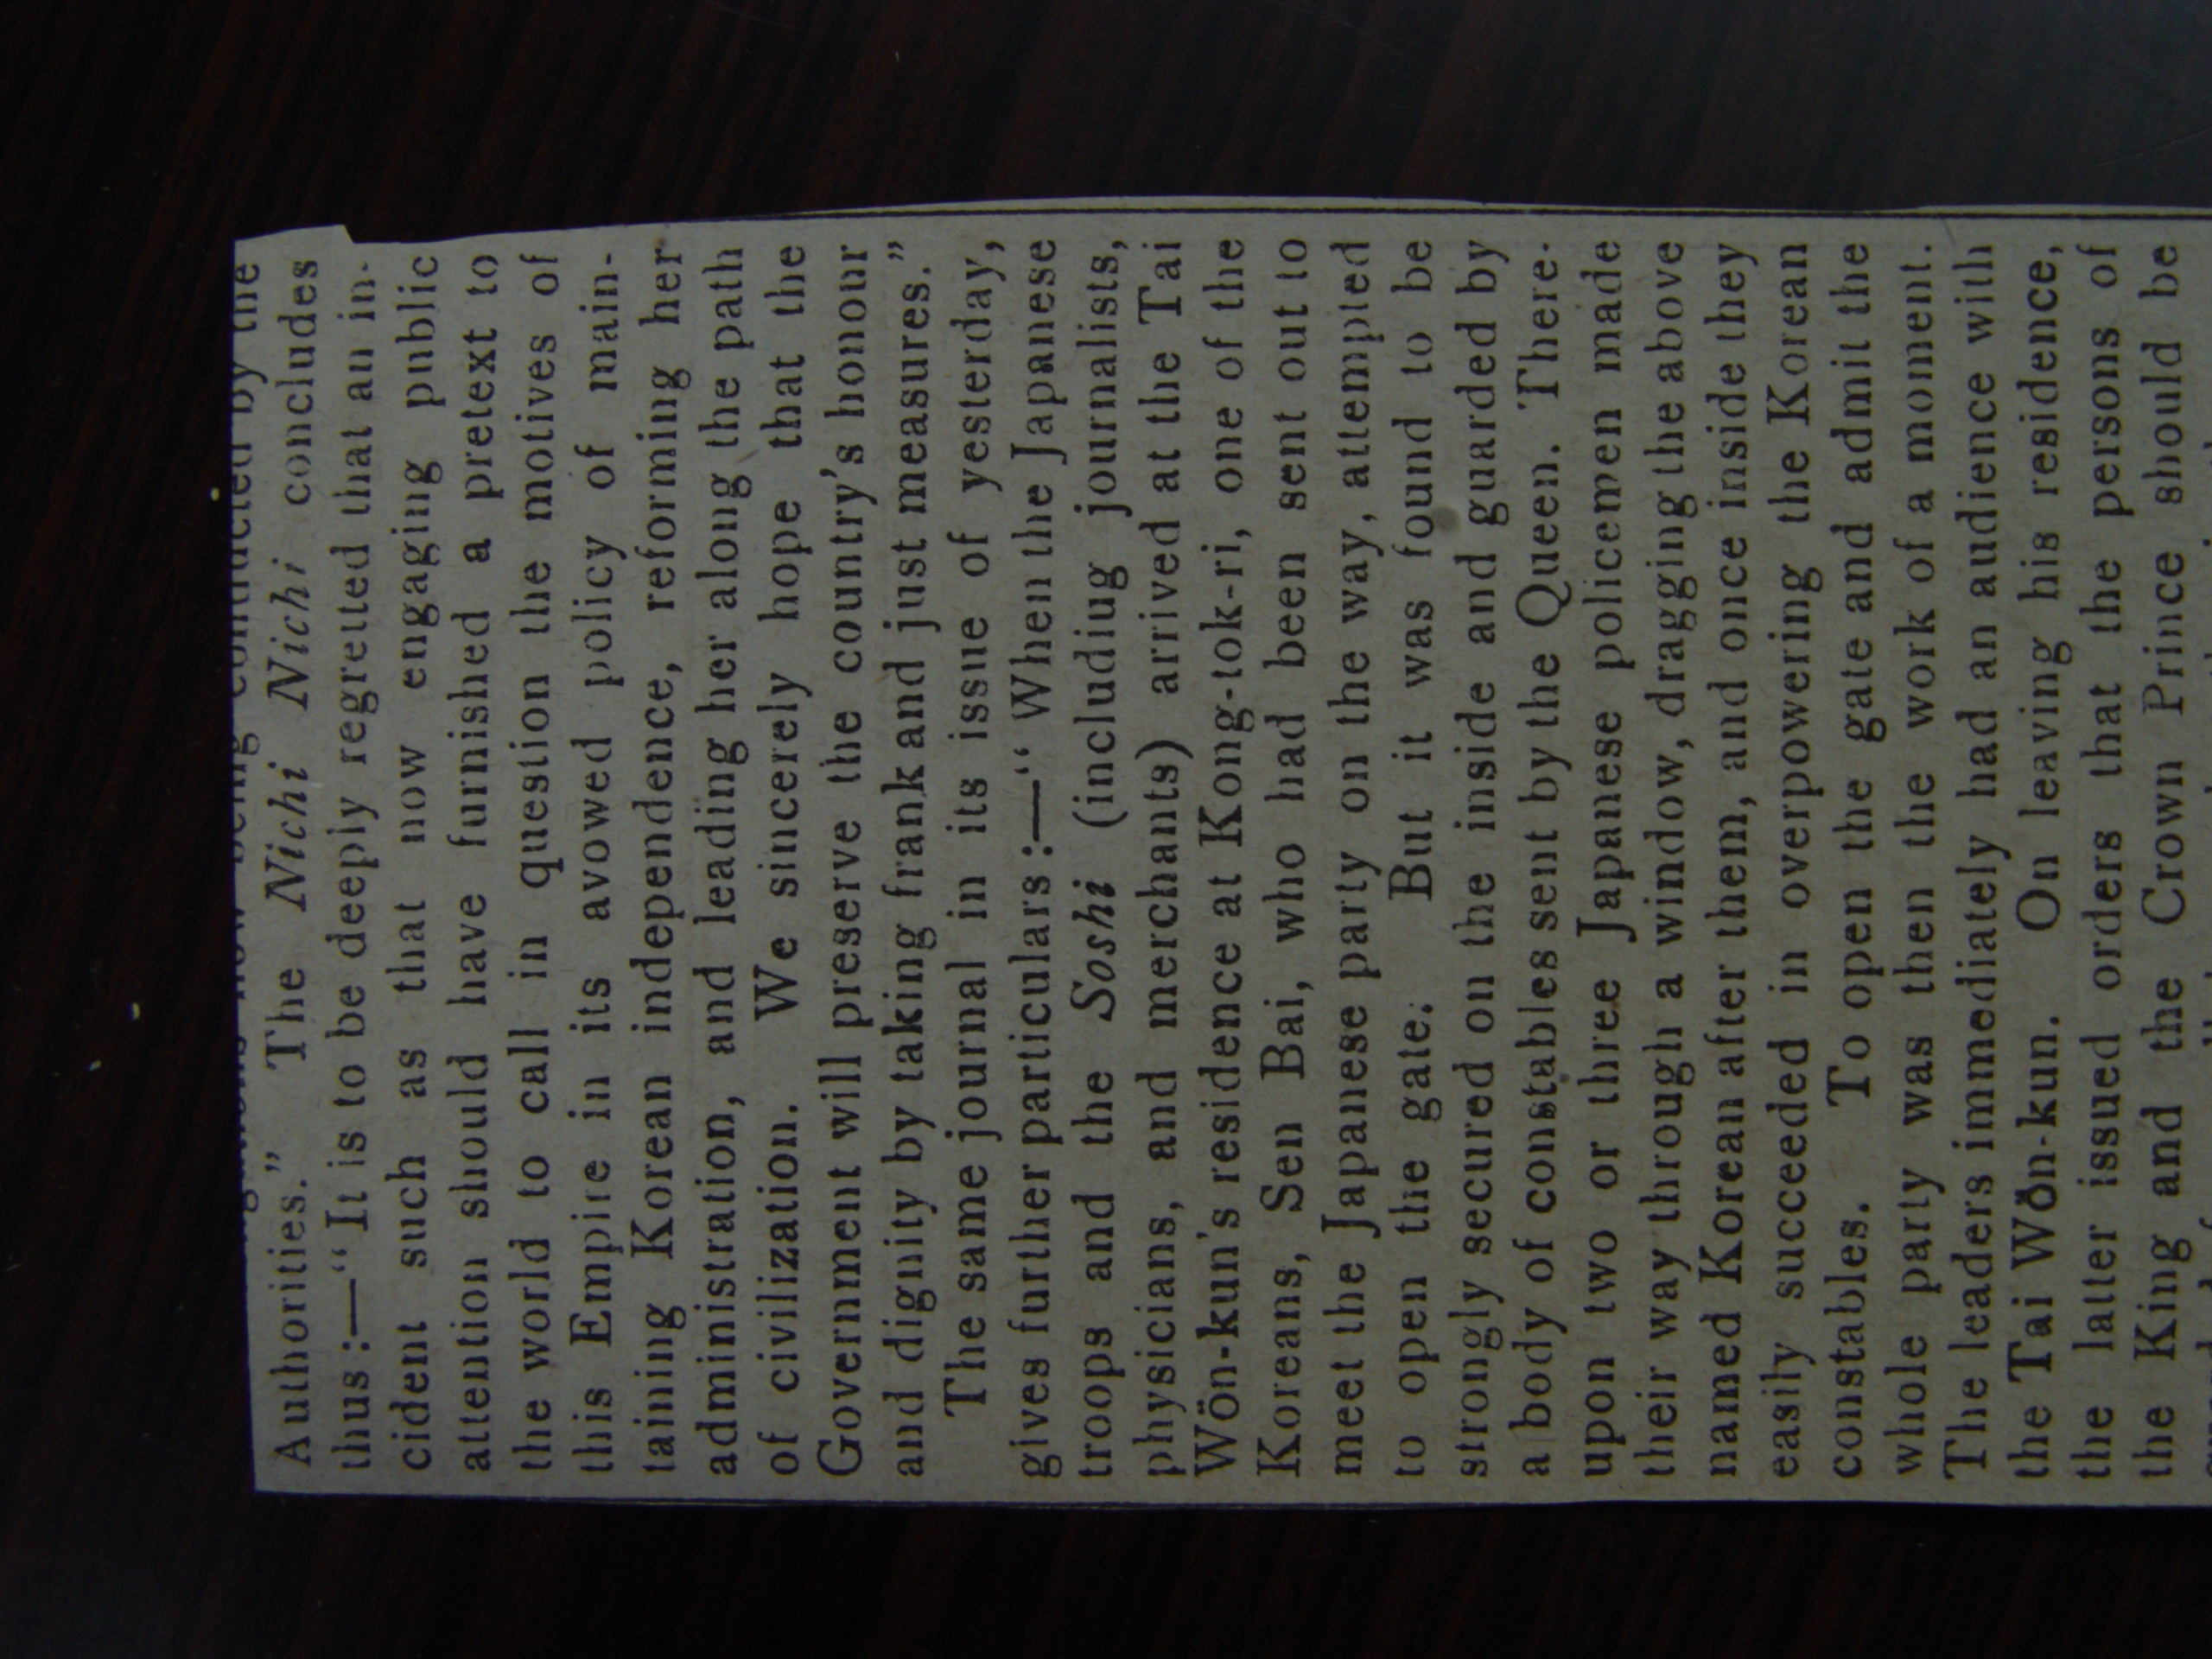 now being conducted by the
Authorities." The Nichi Nichi concludes
thus:—"It is to be deeply regretted that an in-
cident such as that now engaging public
attention should have furnished a pretext to
the world to call in question the motives of
this Empire in its avowed policy of main-
taining Korean independence, reforming her
administration, and leading her along the path
of civilization. We sincerely hope that the
Government will preserve the country's honour
and dignity by taking frank and just measures."
The same journal in its issue of yesterday,
gives further particulars:—"When the Japanese
troops and the Soshi (includiug journalists,
physicians, and merchants) arrived at the Tai
Wön-kun's residence at Kong-tok-ri, one of the
Koreans, Sen Bai, who had been sent out to
meet the Japanese party on the way, attempted
to open the gate. But it was found to be
strongly secured on the inside and guarded by
a body of constables sent by the Queen. There-
upon two or three Japanese policemen made
their way through a window, dragging the above
named Korean after them, and once inside they
easily succeeded in overpowering the Korean
constables. To open the gate and admit the
whole party was then the work of a moment.
The leaders immediately had an audience with
the Tai Wön-kun. On leaving his residence,
the latter issued orders that the persons of
the King and the Crown Prince should be